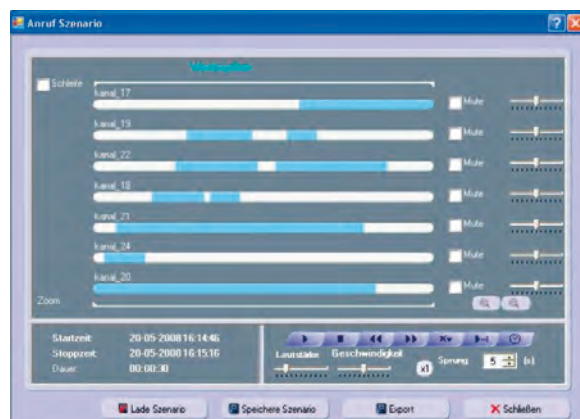 Anruf Szenario
Schleife
kanal_17
Mute
kanal_19
Mute
kanal_22
Mute
kanal_18
Mute
kanal_21
Mute
kanal_24
Mute
kanal_20
Mute
Zoom
Startzeit: 20-05-2008 16:14:46
Stoppzeit: 20-05-2008 16:15:16
Dauer: 00:00:30
Lautstärke Geschwindigkeit x1 Sprung 5 (s)
Lade Szenario Speichere Szenario Export Schließen